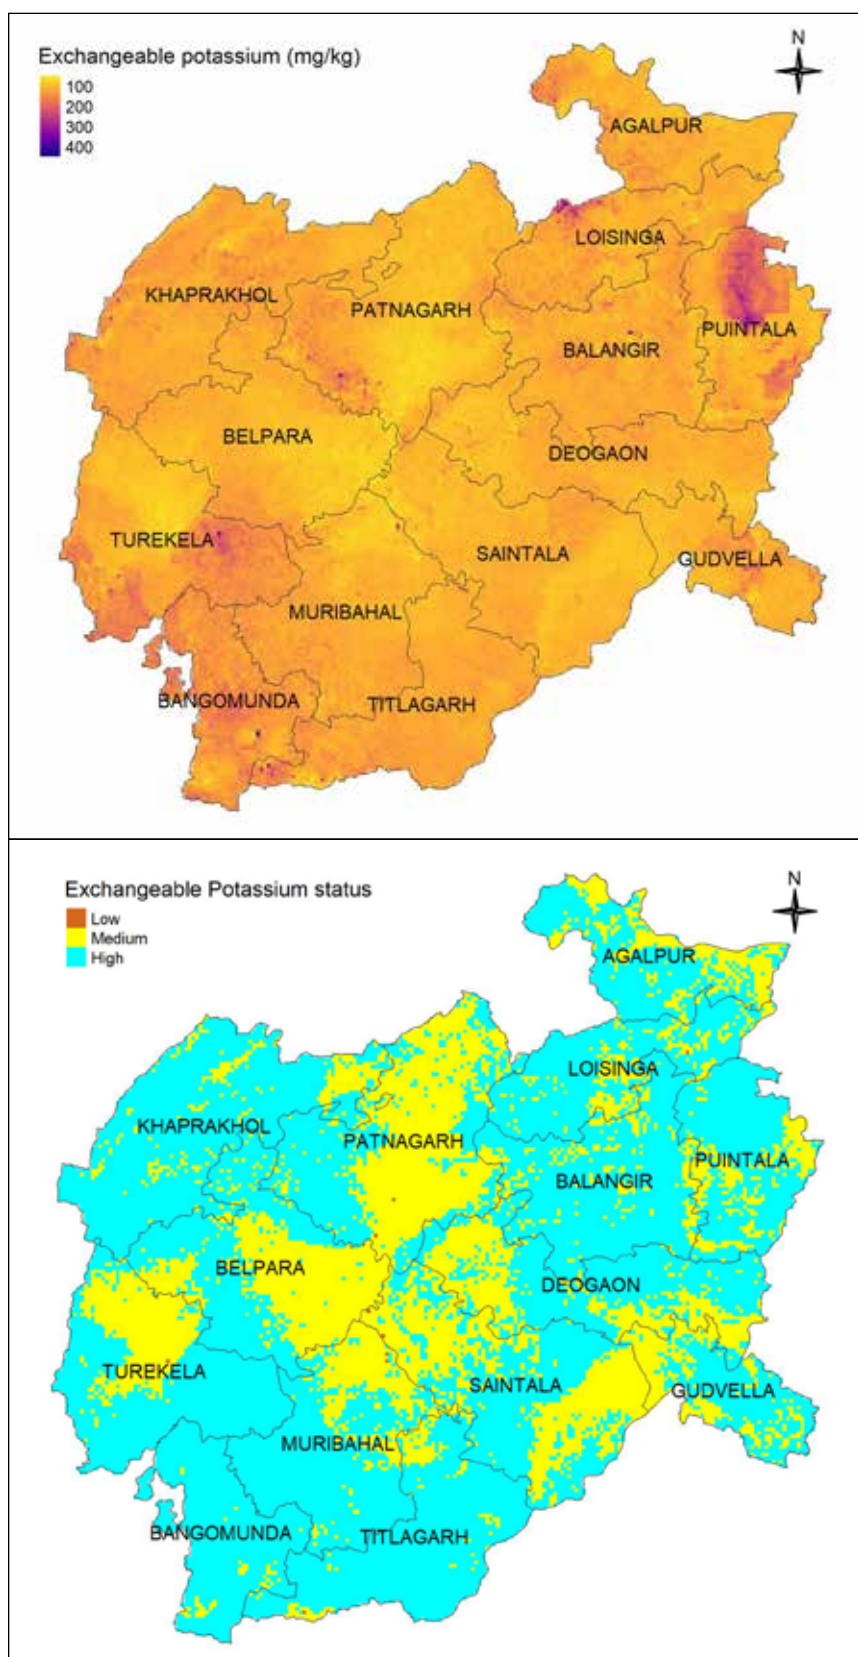 Exchangeable potassium (mg/kg)
N
100
200
300
400
AGALPUR
LOISINGA
KHAPRAKHOL
PATNAGARH
PUINTALA
BALANGIR
BELPARA
DEOGAON
TUREKELA
SAINTALA
GUDVELLA
MURIBAHAL
BANGOMUNDA
TITLAGARH
Exchangeable Potassium status
N
Low
Medium
High
AGALPUR
LOISINGA
KHAPRAKHOL
PATNAGARH
PUINTALA
BALANGIR
BELPARA
DEOGAON
TUREKELA
SAINTALA
GUDVELLA
MURIBAHAL
BANGOMUNDA
TITLAGARH